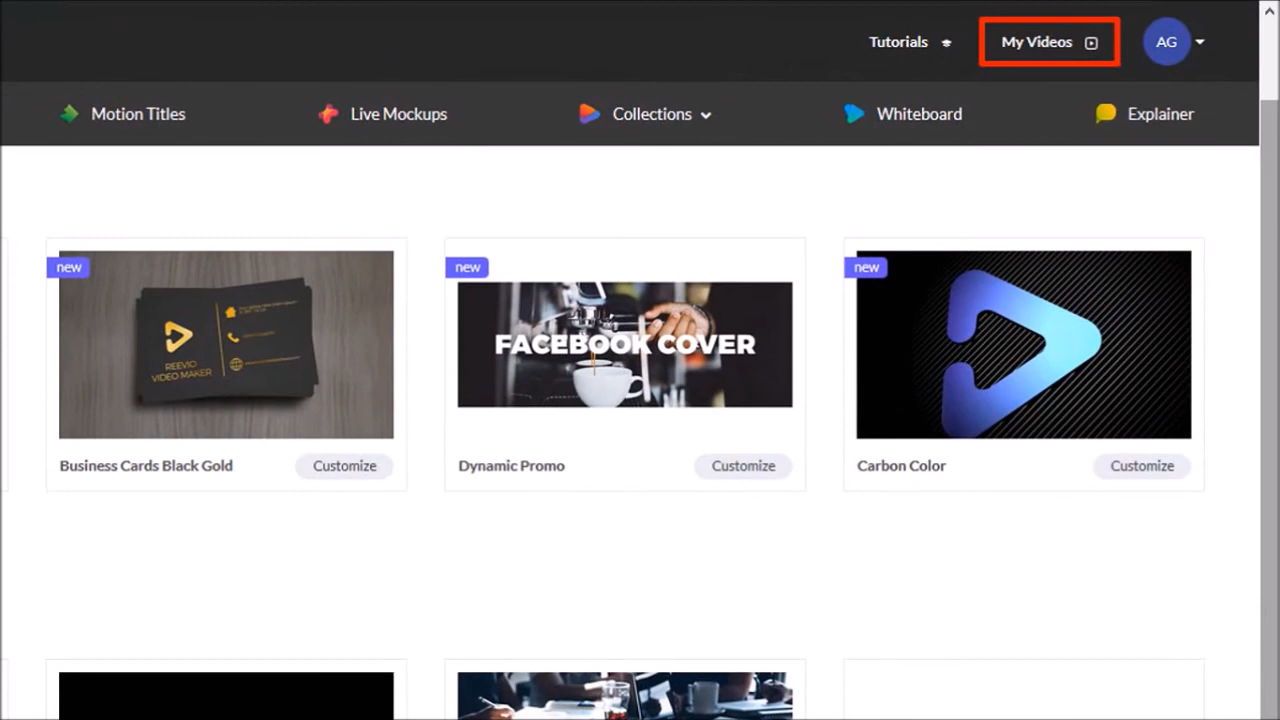 Tutorials
My Videos
AG
Motion Titles
Live Mockups
Collections
Whiteboard
Explainer
new
new
new
REEVIO
VIDEO MAKER
FACEBOOK COVER
Business Cards Black Gold
Customize
Dynamic Promo
Customize
Carbon Color
Customize